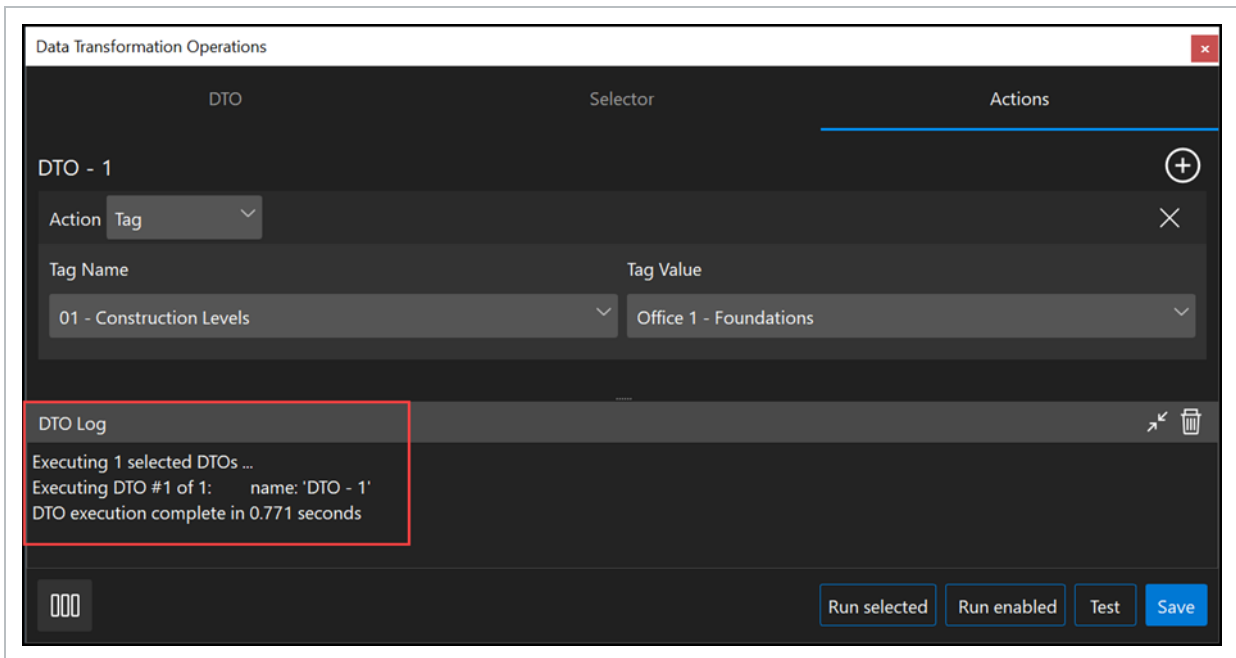 Data Transformation Operations
DTO Selector Actions
DTO - 1
Action Tag
Tag Name Tag Value
01 - Construction Levels Office 1 - Foundations
DTO Log
Executing 1 selected DTOs ...
Executing DTO #1 of 1: name: 'DTO - 1'
DTO execution complete in 0.771 seconds
Run selected Run enabled Test Save